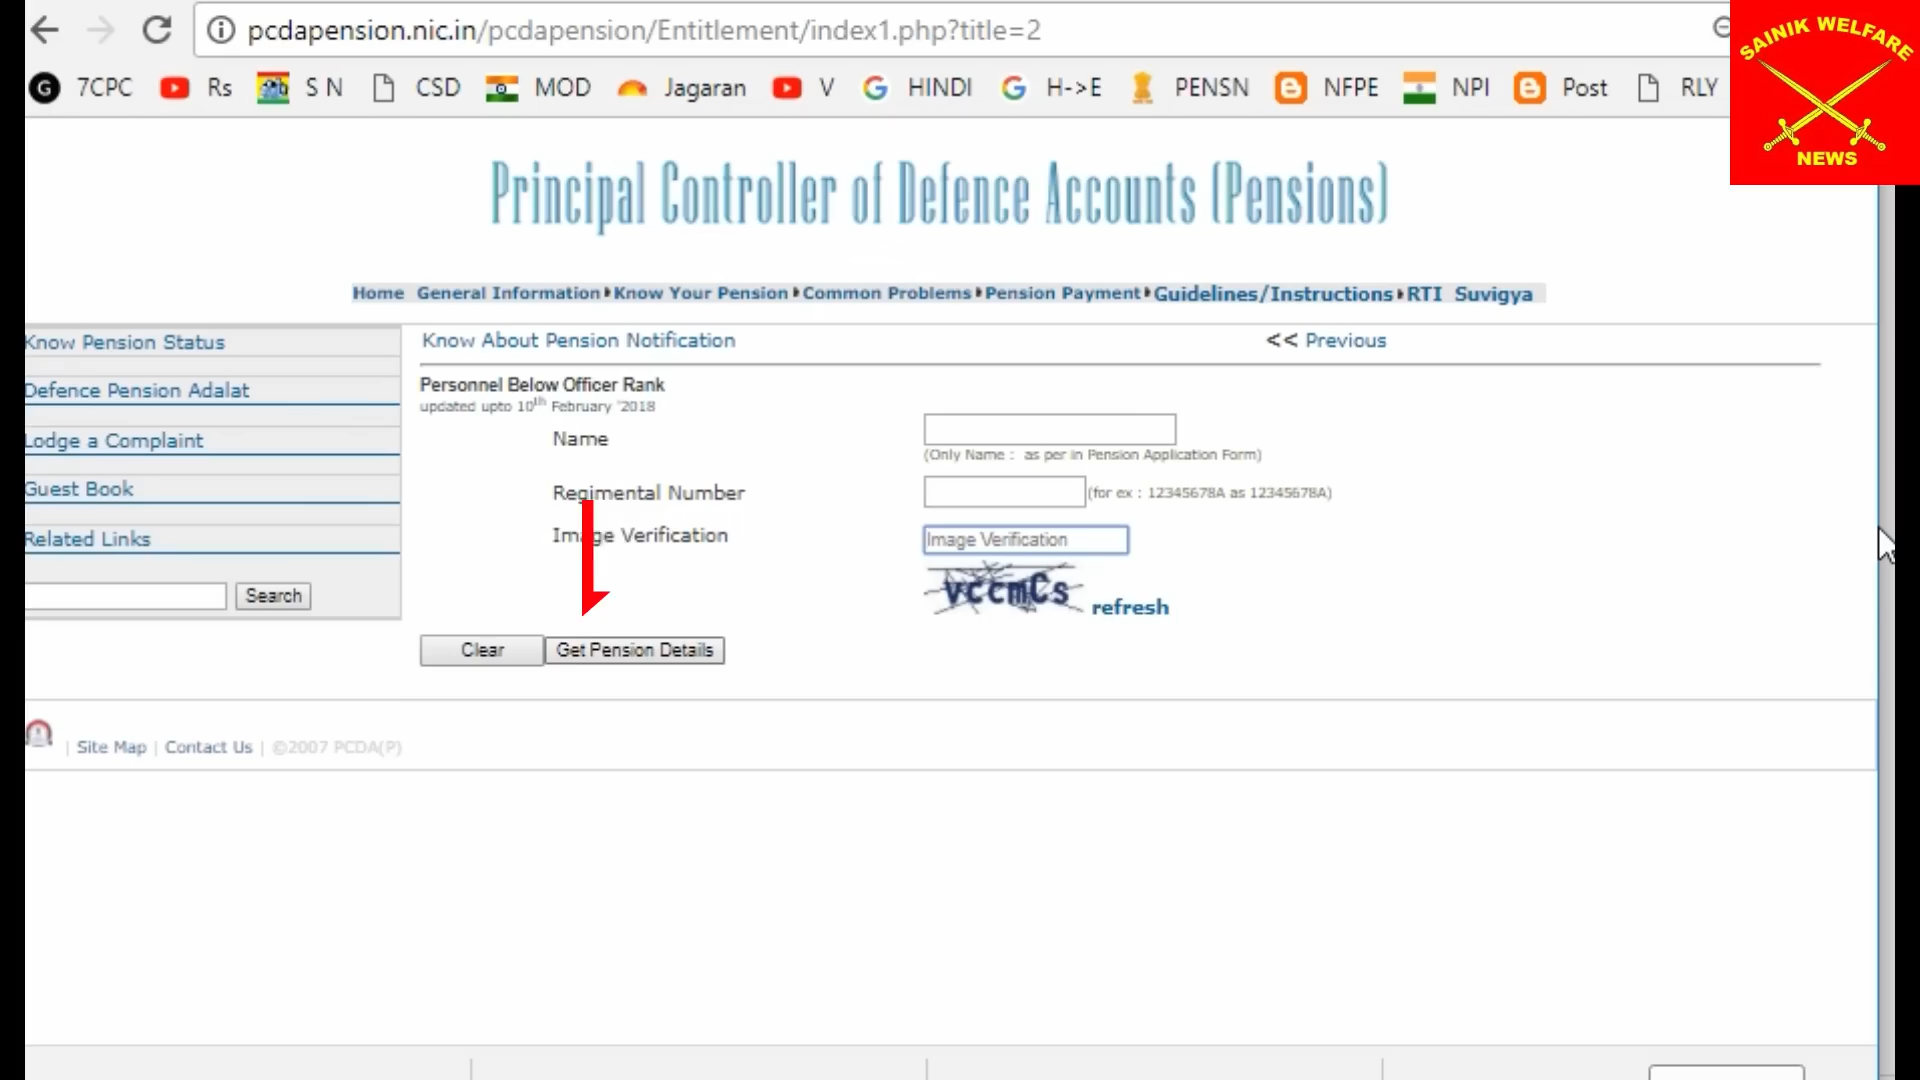 pcdapension.nic.in/pcdapension/Entitlement/index1.php?title=2
SAINIK WELFARE
NEWS
7CPC Rs S N CSD MOD Jagaran V HINDI H->E PENSN NFPE NPI Post RLY
Principal Controller of Defence Accounts (Pensions)
Home General Information Know Your Pension Common Problems Pension Payment Guidelines/Instructions RTI Suvigya
Know Pension Status
Defence Pension Adalat
Lodge a Complaint
Guest Book
Related Links
Search
Know About Pension Notification << Previous
Personnel Below Officer Rank
updated upto 10th February '2018
Name
(Only Name : as per in Pension Application Form)
Regimental Number (for ex : 12345678A as 12345678A)
Image Verification Image Verification
vccmCs refresh
Clear Get Pension Details
| Site Map | Contact Us | ©2007 PCDA(P)